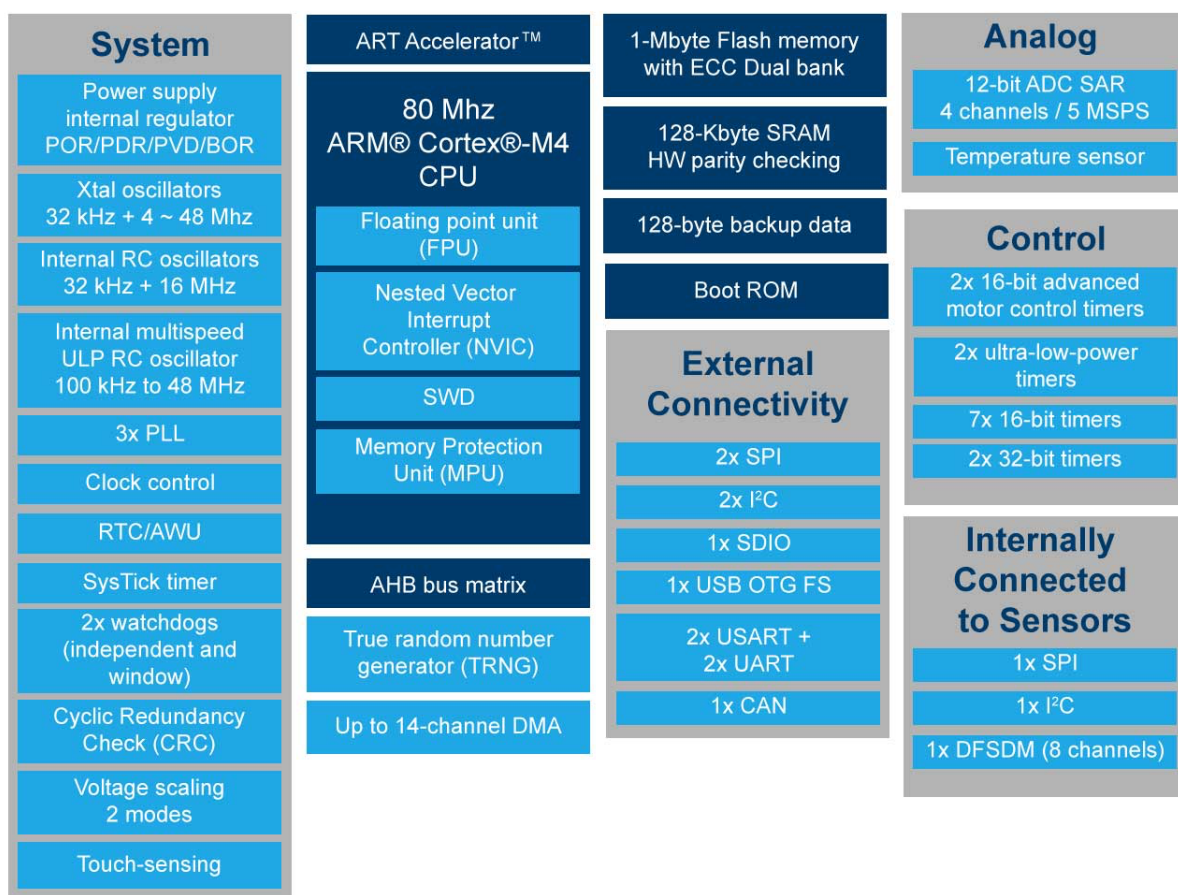 System
Power supply
internal regulator
POR/PDR/PVD/BOR
Xtal oscillators
32 kHz + 4 ~ 48 Mhz
Internal RC oscillators
32 kHz + 16 MHz
Internal multispeed
ULP RC oscillator
100 kHz to 48 MHz
3x PLL
Clock control
RTC/AWU
SysTick timer
2x watchdogs
(independent and
window)
Cyclic Redundancy
Check (CRC)
Voltage scaling
2 modes
Touch-sensing
ART Accelerator™
80 Mhz
ARM® Cortex®-M4
CPU
Floating point unit
(FPU)
Nested Vector
Interrupt
Controller (NVIC)
SWD
Memory Protection
Unit (MPU)
AHB bus matrix
True random number
generator (TRNG)
Up to 14-channel DMA
1-Mbyte Flash memory
with ECC Dual bank
128-Kbyte SRAM
HW parity checking
128-byte backup data
Boot ROM
External
Connectivity
2x SPI
2x I²C
1x SDIO
1x USB OTG FS
2x USART +
2x UART
1x CAN
Analog
12-bit ADC SAR
4 channels / 5 MSPS
Temperature sensor
Control
2x 16-bit advanced
motor control timers
2x ultra-low-power
timers
7x 16-bit timers
2x 32-bit timers
Internally
Connected
to Sensors
1x SPI
1x I²C
1x DFSDM (8 channels)